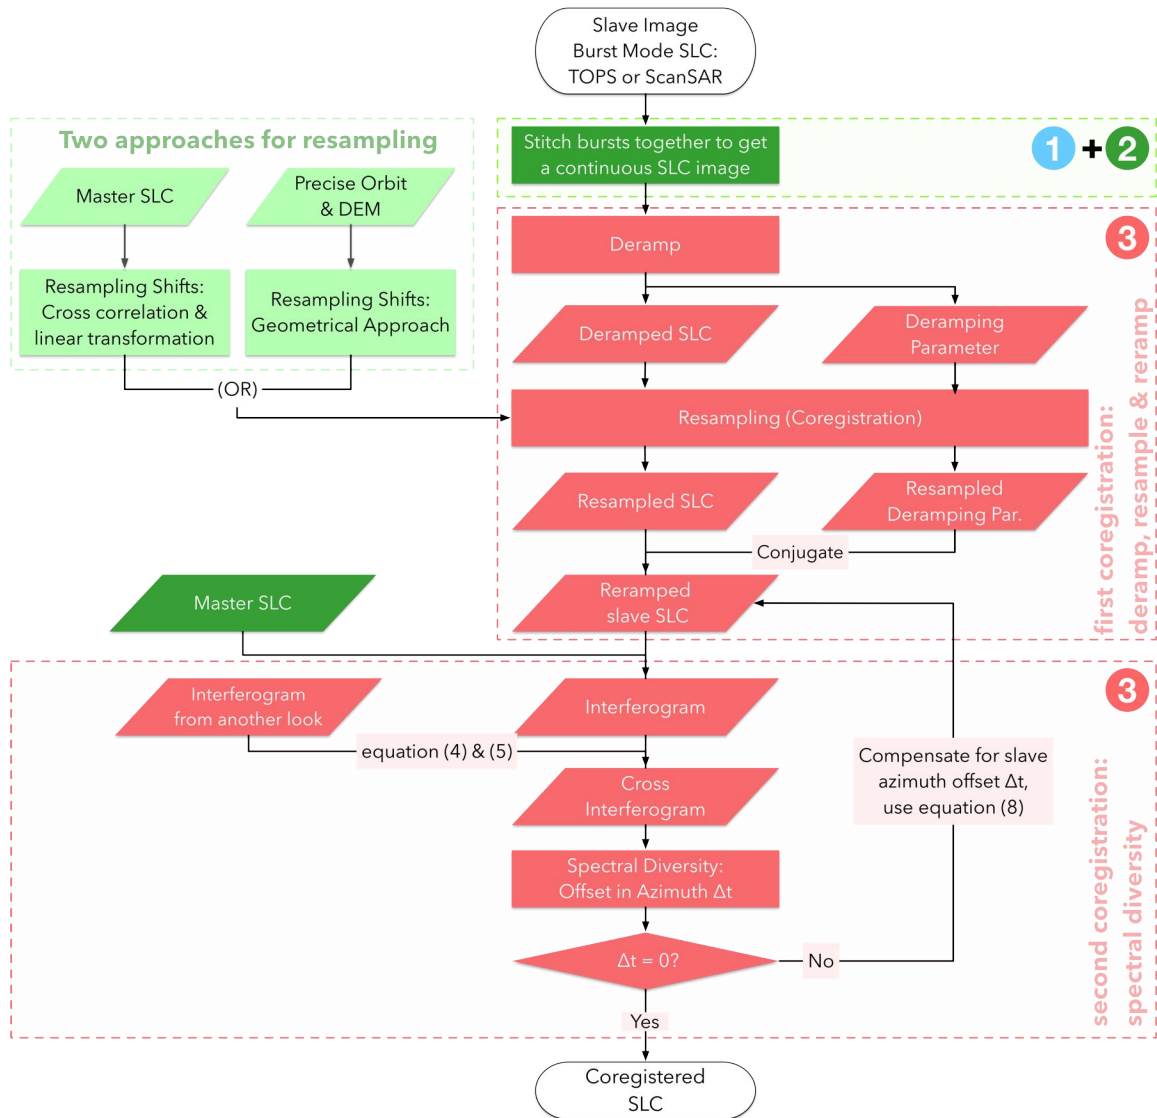 Slave Image
Burst Mode SLC:
TOPS or ScanSAR
Two approaches for resampling
Master SLC
Precise Orbit
& DEM
Resampling Shifts:
Cross correlation &
linear transformation
Resampling Shifts:
Geometrical Approach
(OR)
Stitch bursts together to get
a continuous SLC image
1 + 2
3
Deramp
Deramped SLC
Deramping
Parameter
Resampling (Coregistration)
Resampled SLC
Resampled
Deramping Par.
Conjugate
Reramped
slave SLC
first coregistration:
deramp, resample & reramp
Master SLC
3
Interferogram
from another look
Interferogram
equation (4) & (5)
Cross
Interferogram
Compensate for slave
azimuth offset Δt,
use equation (8)
Spectral Diversity:
Offset in Azimuth Δt
Δt = 0?
No
Yes
second coregistration:
spectral diversity
Coregistered
SLC